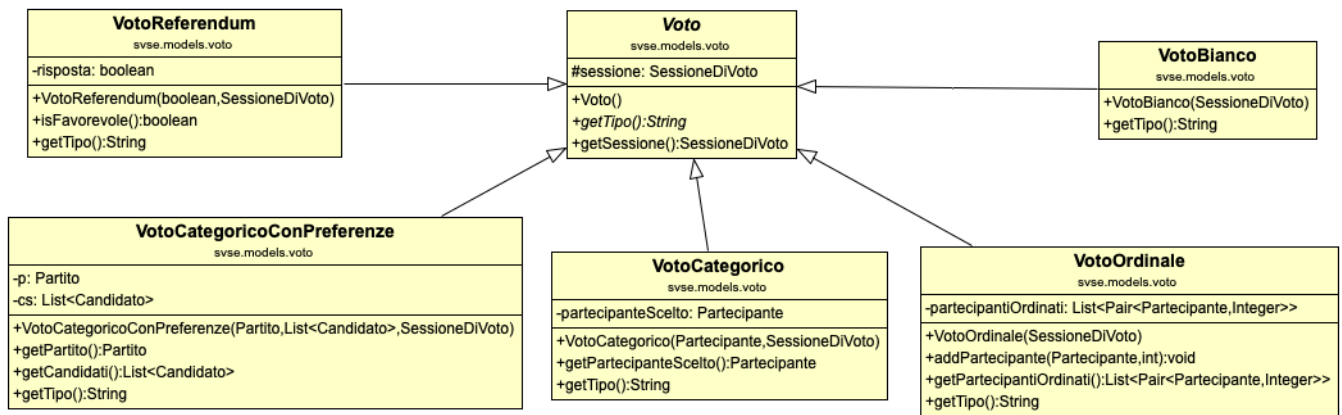 VotoReferendum
svse.models.voto
-risposta: boolean
+VotoReferendum(boolean,SessioneDiVoto)
+isFavorevole():boolean
+getTipo():String
Voto
svse.models.voto
#sessione: SessioneDiVoto
+Voto()
+getTipo():String
+getSessione():SessioneDiVoto
VotoBianco
svse.models.voto
+VotoBianco(SessioneDiVoto)
+getTipo():String
VotoCategoricoConPreferenze
svse.models.voto
-p: Partito
-cs: List<Candidato>
+VotoCategoricoConPreferenze(Partito,List<Candidato>,SessioneDiVoto)
+getPartito():Partito
+getCandidati():List<Candidato>
+getTipo():String
VotoCategorico
svse.models.voto
-partecipanteScelto: Partecipante
+VotoCategorico(Partecipante,SessioneDiVoto)
+getPartecipanteScelto():Partecipante
+getTipo():String
VotoOrdinale
svse.models.voto
-partecipantiOrdinati: List<Pair<Partecipante,Integer>>
+VotoOrdinale(SessioneDiVoto)
+addPartecipante(Partecipante,int):void
+getPartecipantiOrdinati():List<Pair<Partecipante,Integer>>
+getTipo():String